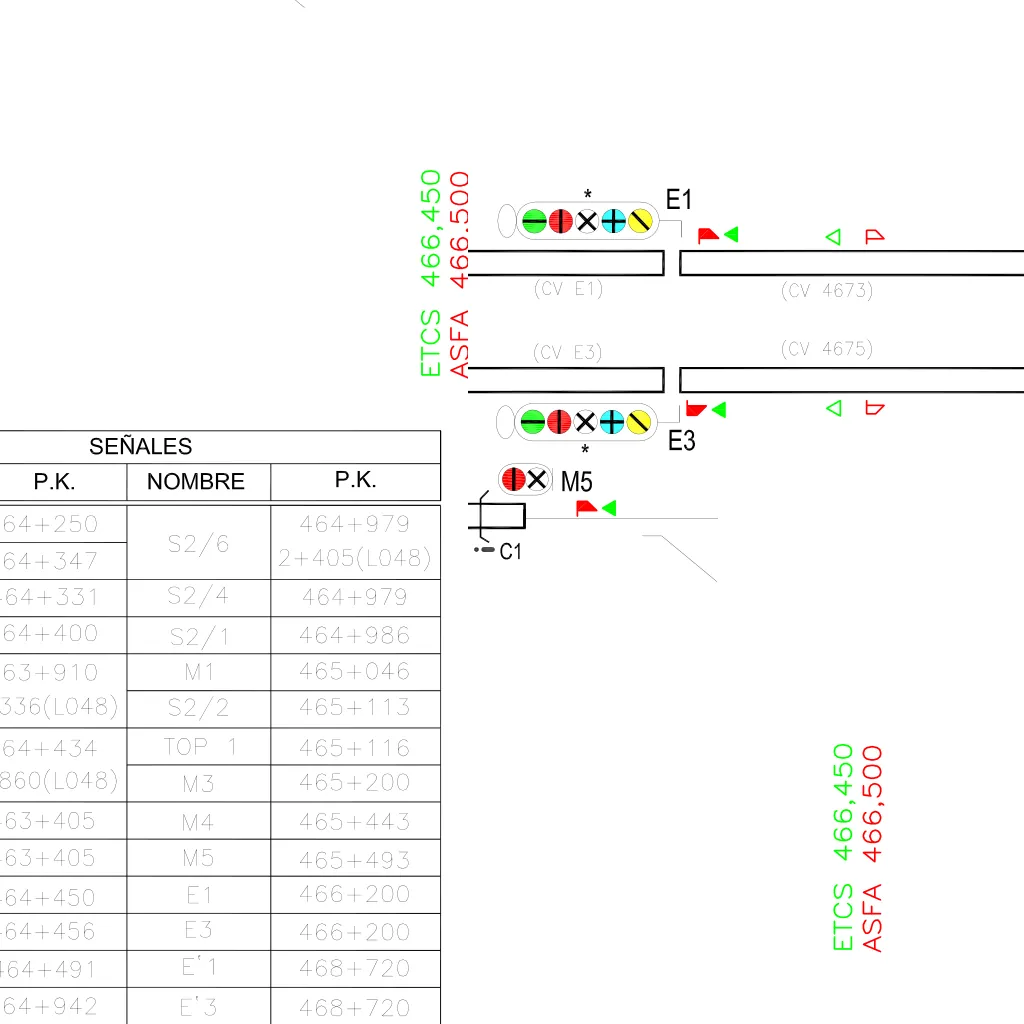 ETCS 466,450
ASFA 466.500
*
E1
(CV E1)
(CV 4673)
(CV E3)
(CV 4675)
E3
*
M5
C1
SEÑALES
P.K. NOMBRE P.K.
64+250 S2/6 464+979
64+347 2+405(L048)
464+331 S2/4 464+979
64+400 S2/1 464+986
63+910 M1 465+046
336(L048) S2/2 465+113
64+434 TOP 1 465+116
860(L048) M3 465+200
463+405 M4 465+443
463+405 M5 465+493
464+450 E1 466+200
464+456 E3 466+200
464+491 E'1 468+720
64+942 E'3 468+720
ETCS 466,450
ASFA 466,500